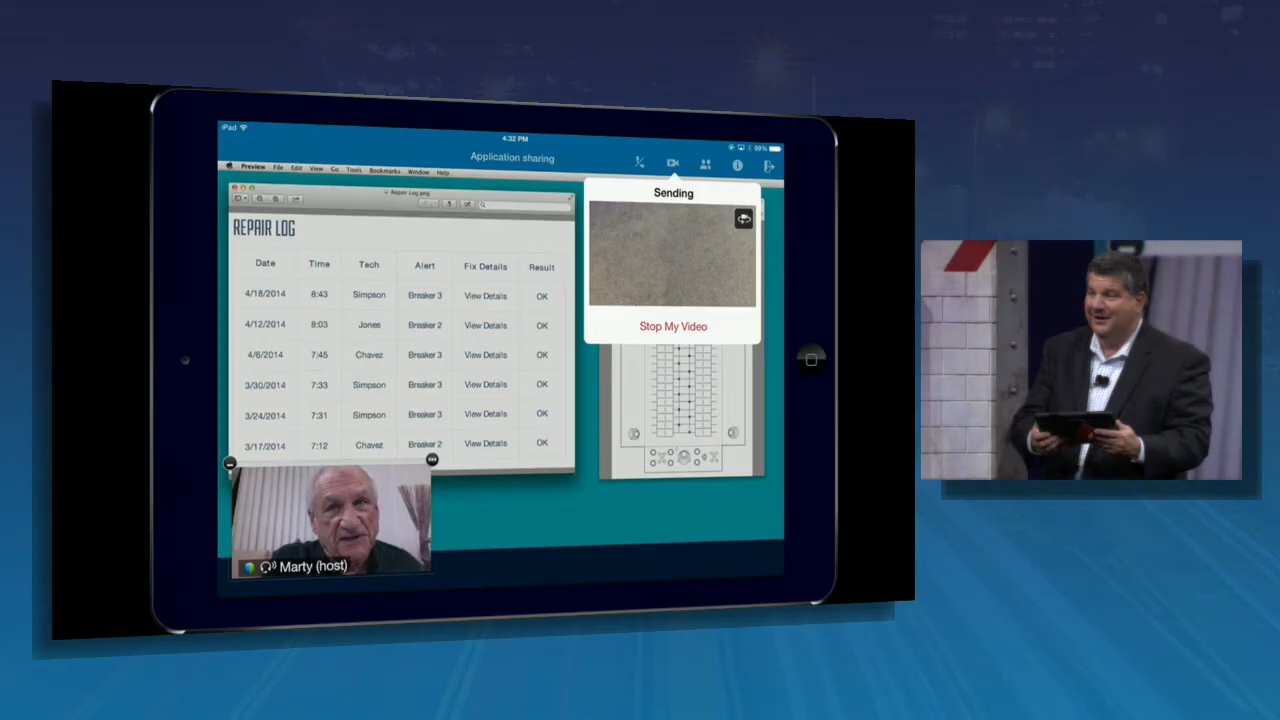 iPad
4:32 PM
99%
Application sharing
Preview File Edit View Go Tools Bookmarks Window Help
Repair Log.png
Sending
REPAIR LOG
Date Time Tech Alert Fix Details Result
4/18/2014 8:43 Simpson Breaker 3 View Details OK
4/12/2014 8:03 Jones Breaker 2 View Details OK
Stop My Video
4/6/2014 7:45 Chavez Breaker 3 View Details OK
3/30/2014 7:33 Simpson Breaker 3 View Details OK
3/24/2014 7:31 Simpson Breaker 3 View Details OK
3/17/2014 7:12 Chavez Breaker 2 View Details OK
Marty (host)